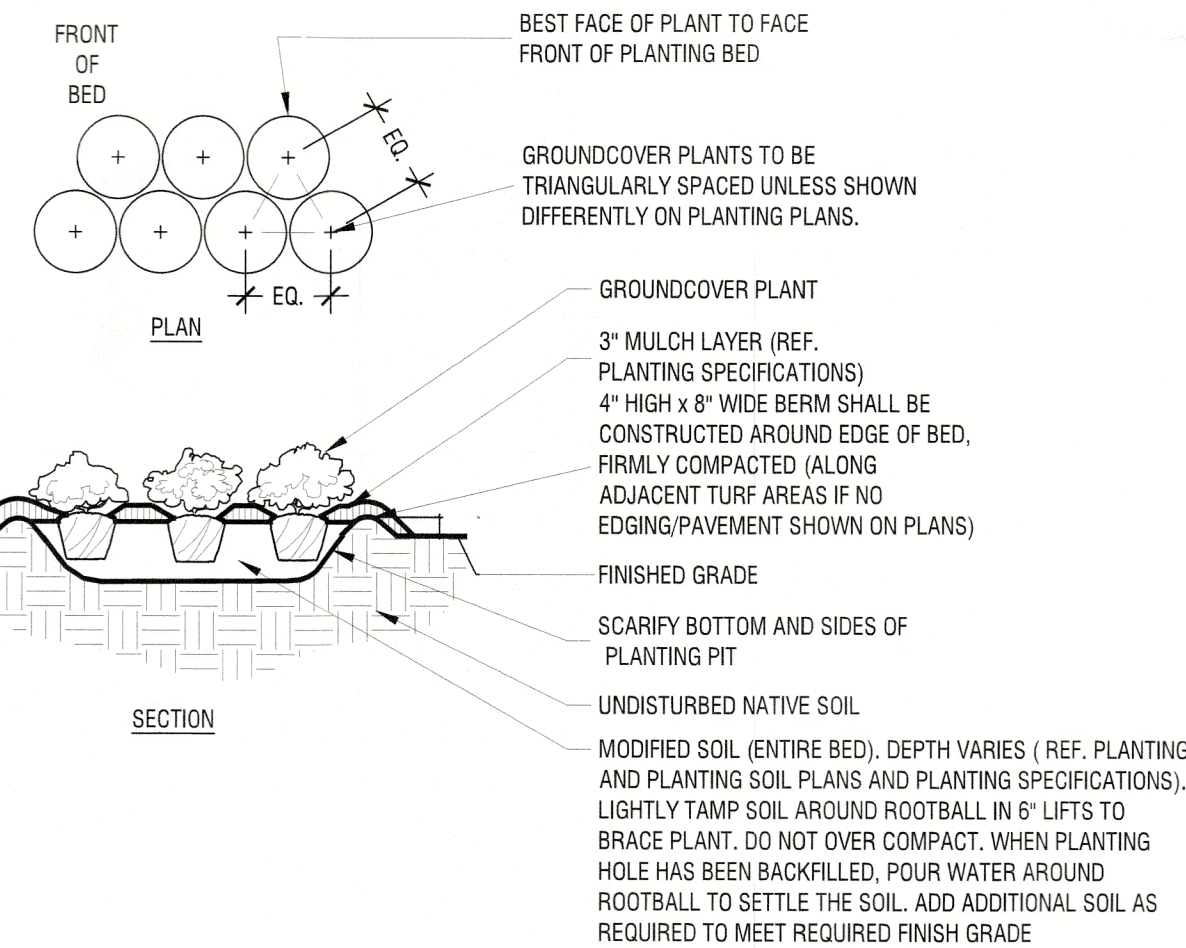 FRONT
OF
BED
BEST FACE OF PLANT TO FACE
FRONT OF PLANTING BED
EQ.
GROUNDCOVER PLANTS TO BE
TRIANGULARLY SPACED UNLESS SHOWN
DIFFERENTLY ON PLANTING PLANS.
EQ.
PLAN
GROUNDCOVER PLANT
3" MULCH LAYER (REF.
PLANTING SPECIFICATIONS)
4" HIGH x 8" WIDE BERM SHALL BE
CONSTRUCTED AROUND EDGE OF BED,
FIRMLY COMPACTED (ALONG
ADJACENT TURF AREAS IF NO
EDGING/PAVEMENT SHOWN ON PLANS)
FINISHED GRADE
SCARIFY BOTTOM AND SIDES OF
PLANTING PIT
UNDISTURBED NATIVE SOIL
SECTION
MODIFIED SOIL (ENTIRE BED). DEPTH VARIES ( REF. PLANTING
AND PLANTING SOIL PLANS AND PLANTING SPECIFICATIONS).
LIGHTLY TAMP SOIL AROUND ROOTBALL IN 6" LIFTS TO
BRACE PLANT. DO NOT OVER COMPACT. WHEN PLANTING
HOLE HAS BEEN BACKFILLED, POUR WATER AROUND
ROOTBALL TO SETTLE THE SOIL. ADD ADDITIONAL SOIL AS
REQUIRED TO MEET REQUIRED FINISH GRADE